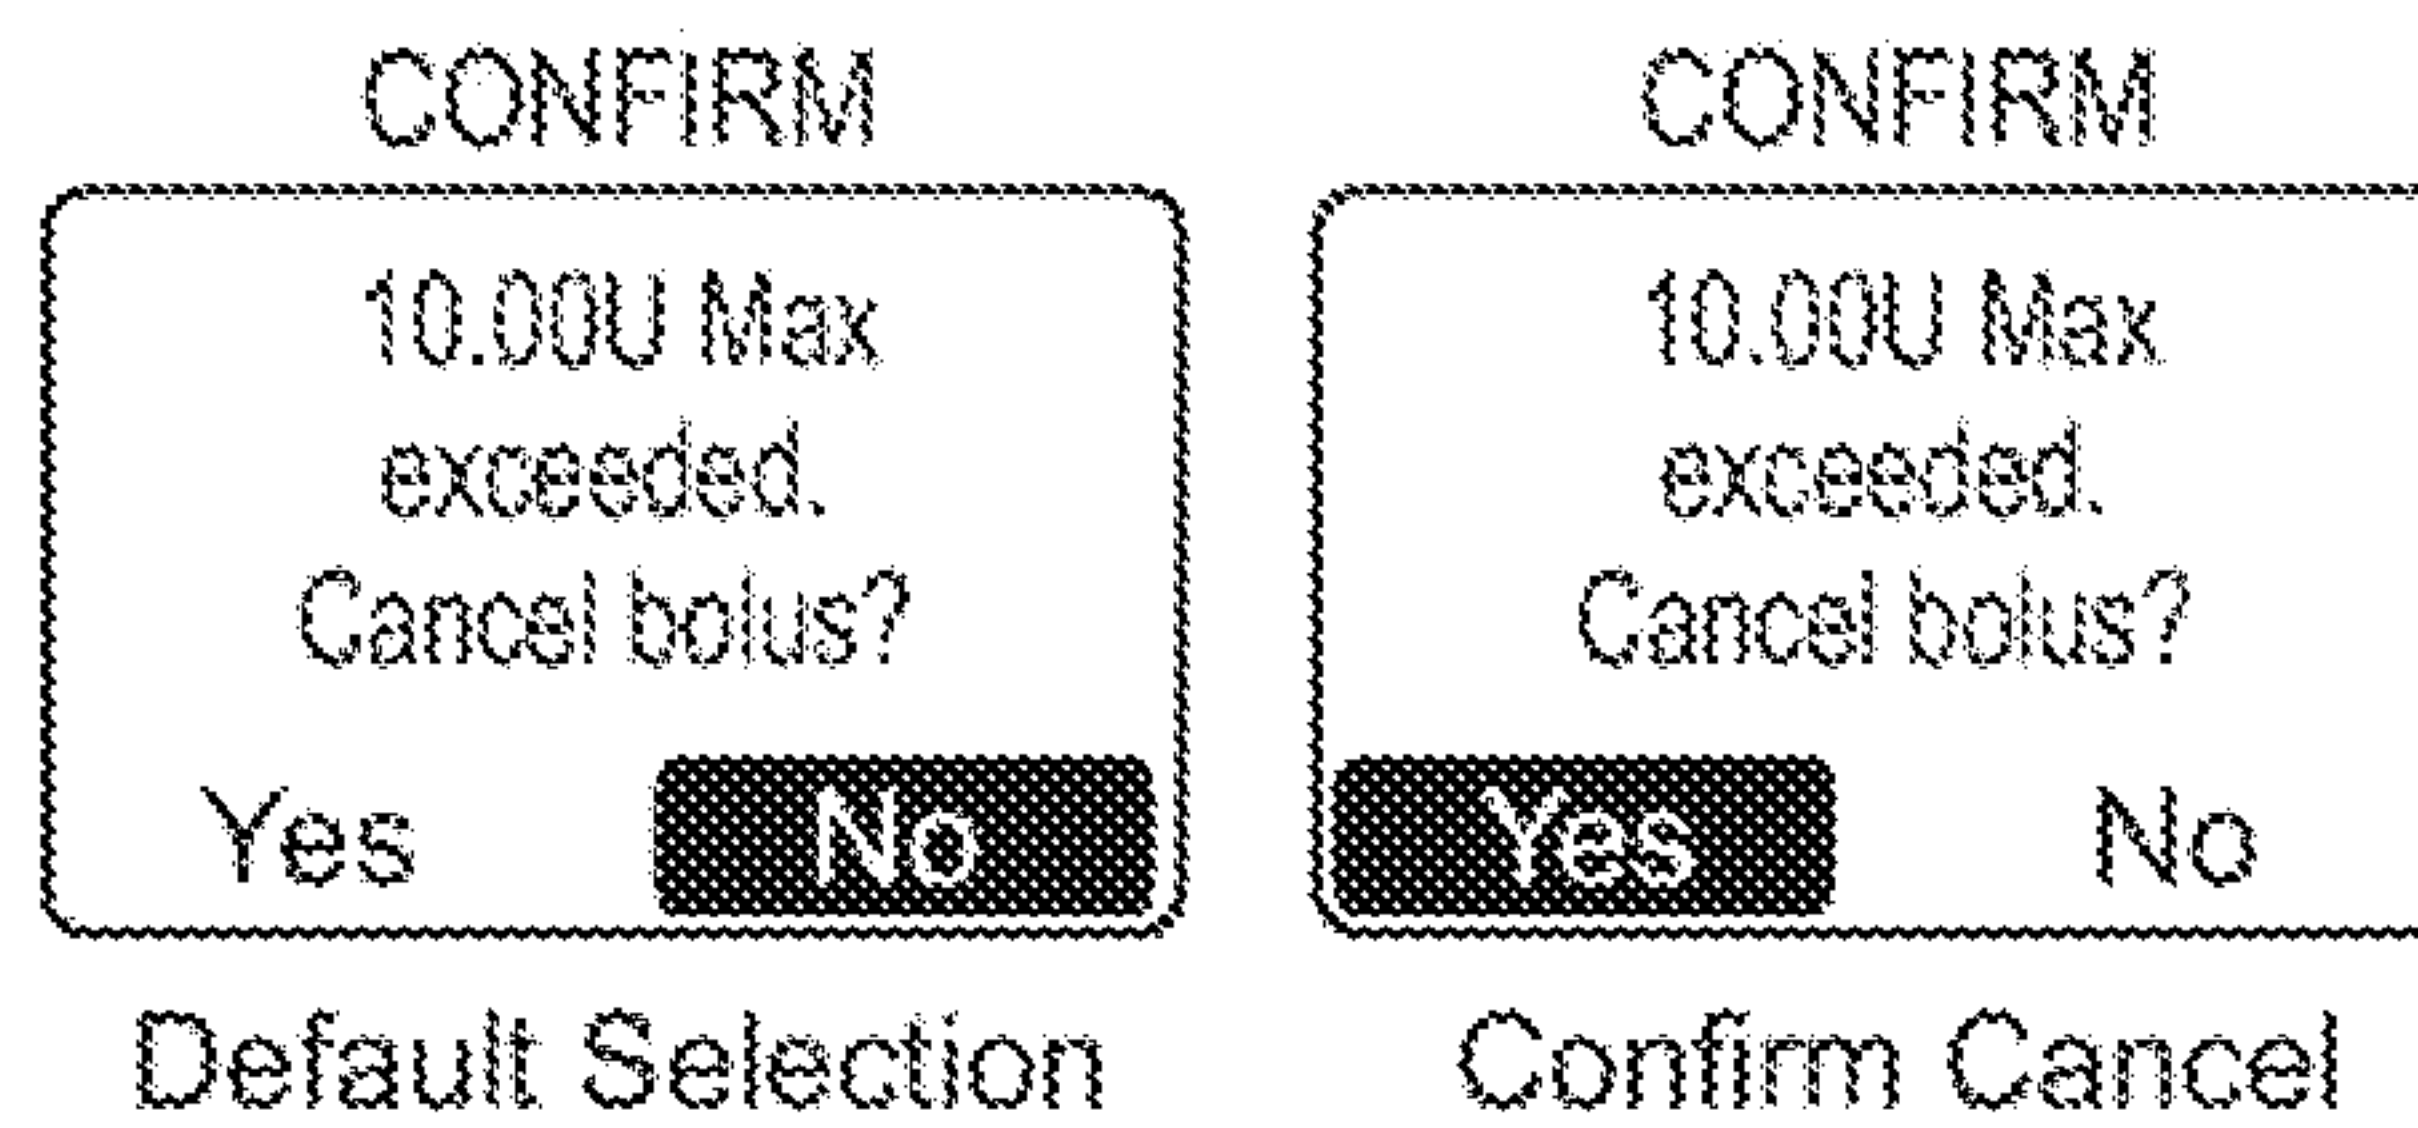 CONFIRM
10.00U Max
exceeded.
Cancel bolus?
Yes No
Default Selection
CONFIRM
10.00U Max
exceeded.
Cancel bolus?
Yes No
Confirm Cancel